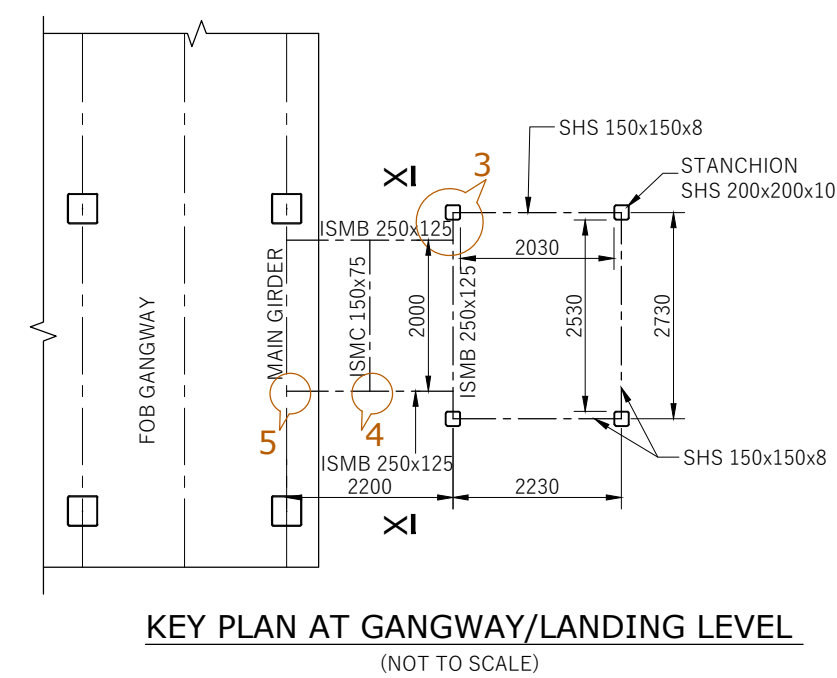 SHS 150x150x8
STANCHION
SHS 200x200x10
3
X
ISMB 250x125
2030
MAIN GIRDER
ISMC 150x75
2000
ISMB 250x125
2530
2730
FOB GANGWAY
5
4
ISMB 250x125
SHS 150x150x8
2200
2230
X
KEY PLAN AT GANGWAY/LANDING LEVEL
(NOT TO SCALE)